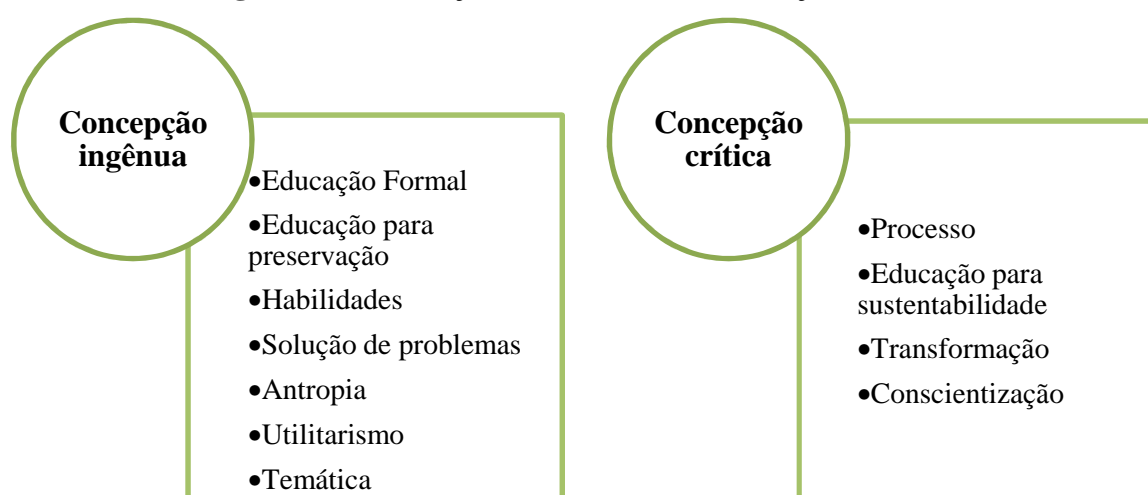 Concepção
ingênua
•Educação Formal
•Educação para
preservação
•Habilidades
•Solução de problemas
•Antropia
•Utilitarismo
•Temática
Concepção
crítica
•Processo
•Educação para
sustentabilidade
•Transformação
•Conscientização